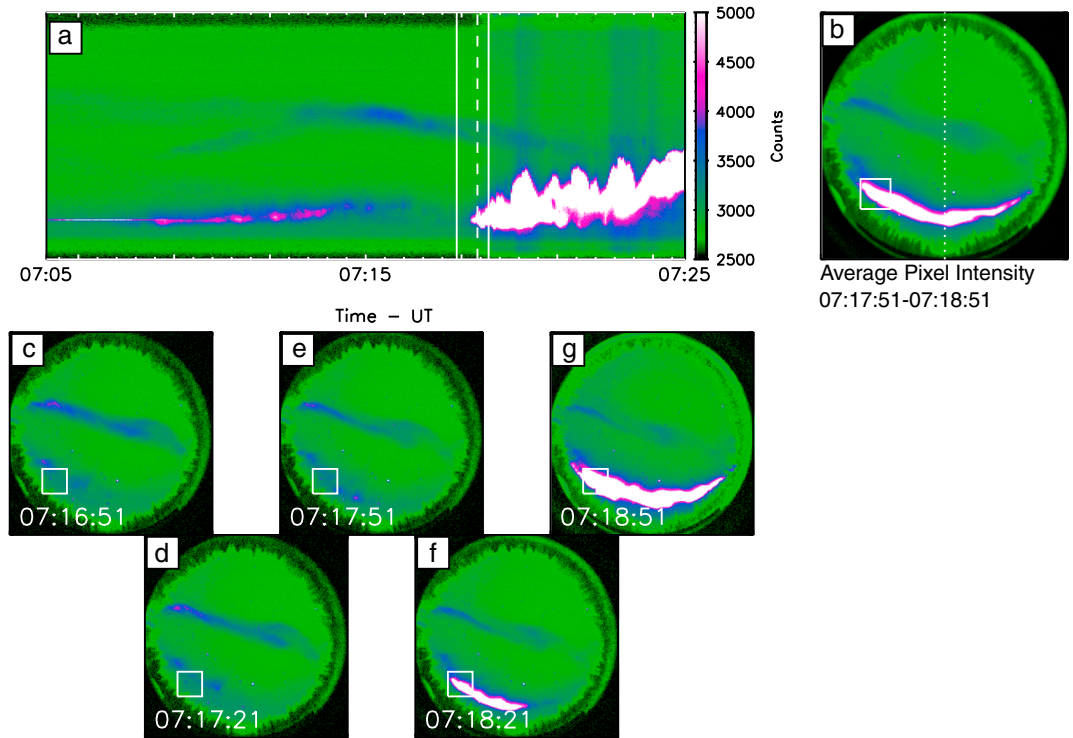 a
5000
4500
4000
3500
3000
2500
Counts
07:05
07:15
07:25
Time – UT
b
Average Pixel Intensity
07:17:51-07:18:51
c
07:16:51
e
07:17:51
g
07:18:51
d
07:17:21
f
07:18:21